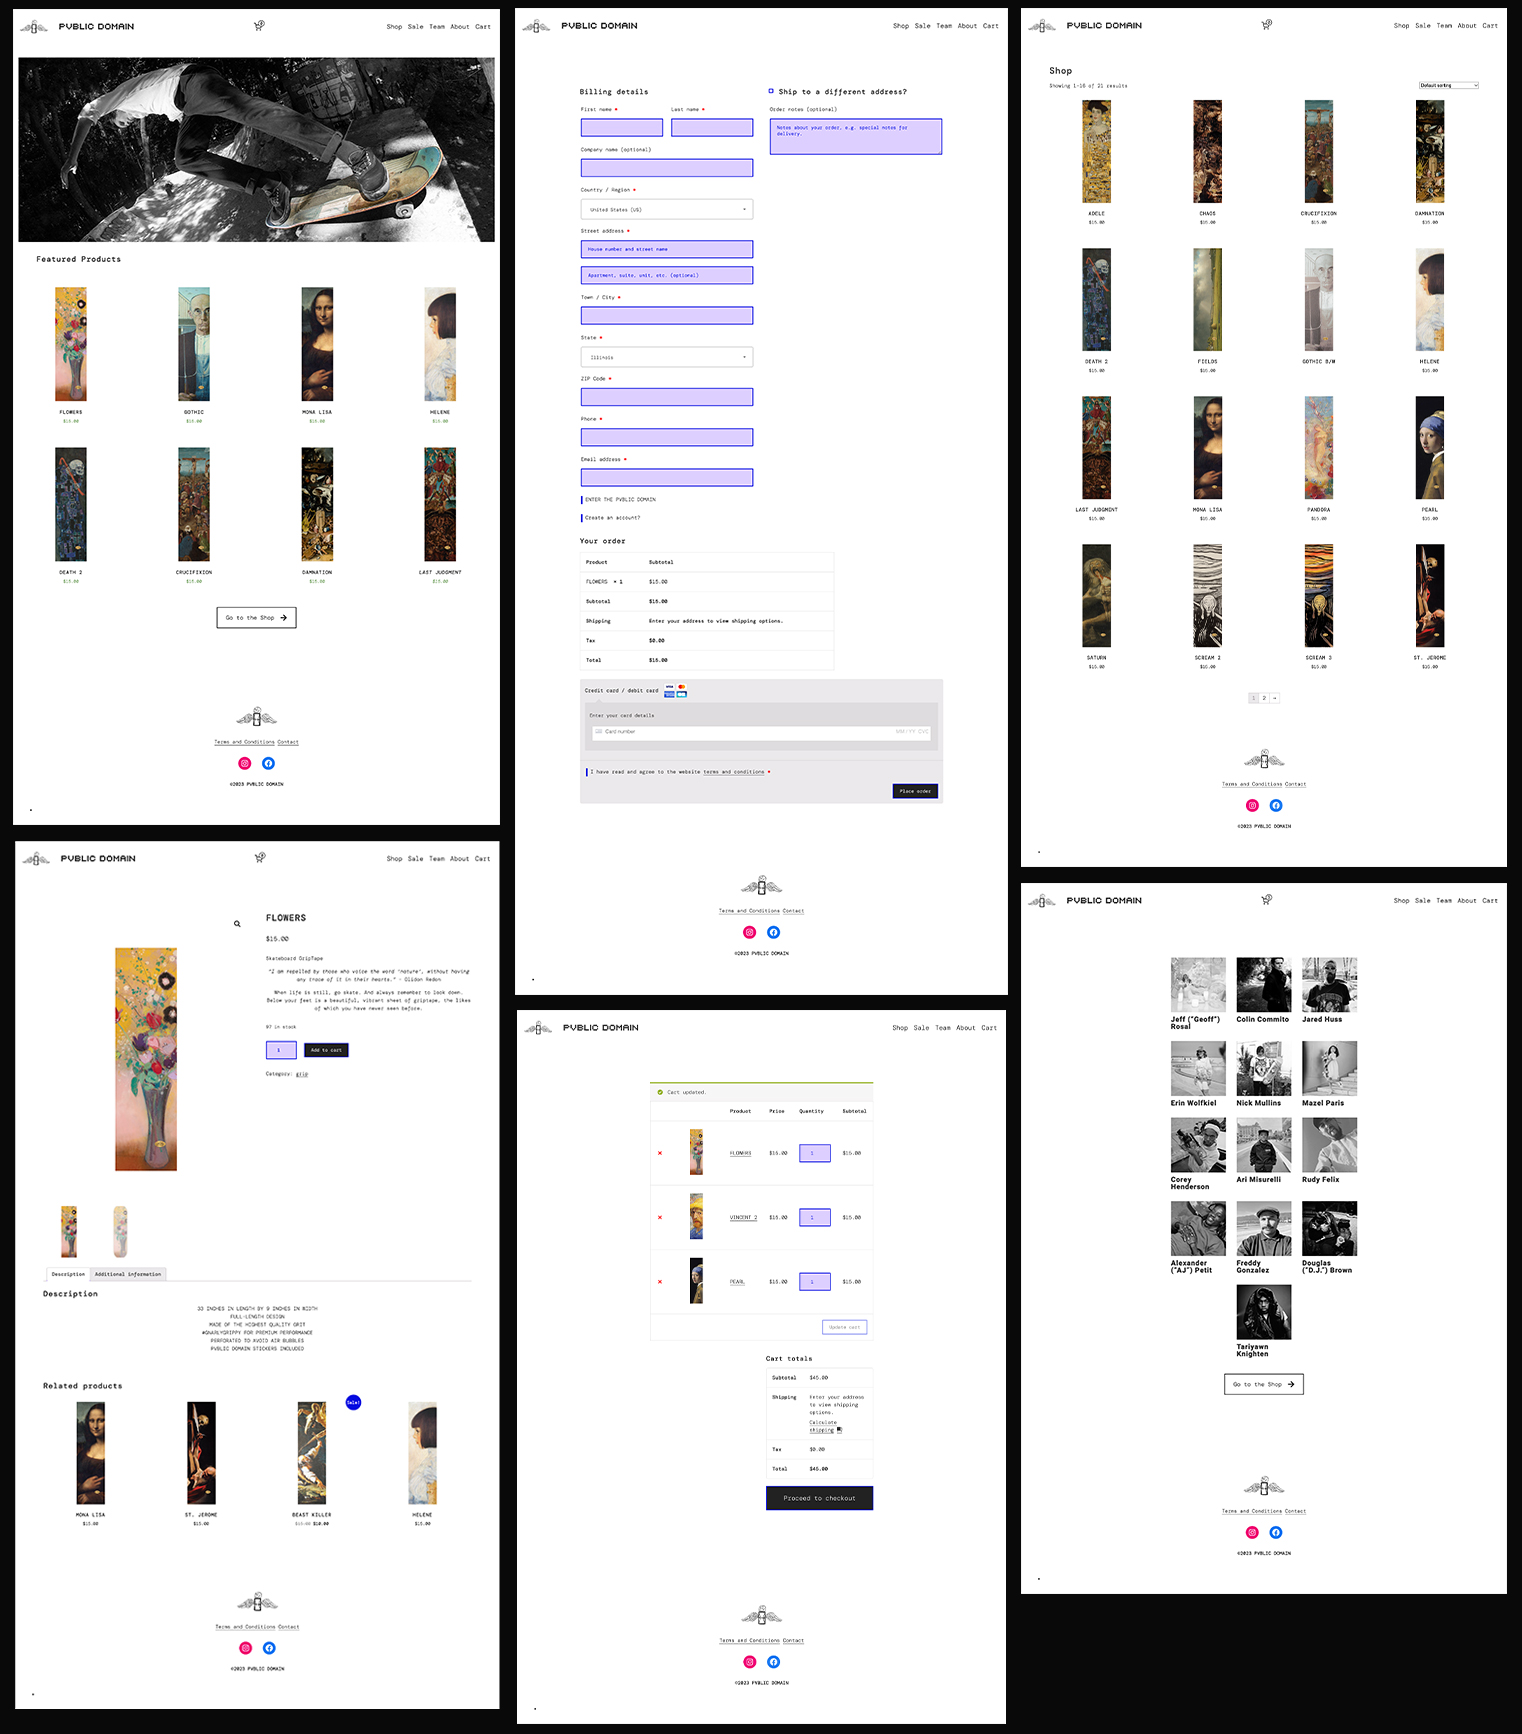 PVBLIC DOMAIN
Shop Sale Team About Cart
Featured Products
FLOWERS
$15.00
GOTHIC
$15.00
MONA LISA
$15.00
HELENE
$15.00
DEATH 2
$15.00
CRUCIFIXION
$15.00
DAMNATION
$15.00
LAST JUDGMENT
$15.00
Go to the Shop →
Terms and Conditions Contact
©2023 PVBLIC DOMAIN
PVBLIC DOMAIN
Shop Sale Team About Cart
FLOWERS
$15.00
Skateboard GripTape
"I am repelled by those who voice the word 'nature', without having
any trace of it in their hearts." - Olidon Redon
When life is still, go skate. And always remember to look down.
Below your feet is a beautiful, vibrant sheet of griptape, the likes
of which you have never seen before.
97 in stock
1 Add to cart
Category: grip
Description Additional information
Description
33 INCHES IN LENGTH BY 9 INCHES IN WIDTH
FULL-LENGTH DESIGN
MADE OF THE HIGHEST QUALITY GRIT
#GNARLYGRIPPY FOR PREMIUM PERFORMANCE
PERFORATED TO AVOID AIR BUBBLES
PVBLIC DOMAIN STICKERS INCLUDED
Related products
Sale!
MONA LISA
$15.00
ST. JEROME
$15.00
BEAST KILLER
$15.00 $10.00
HELENE
$15.00
Terms and Conditions Contact
©2023 PVBLIC DOMAIN
PVBLIC DOMAIN
Shop Sale Team About Cart
Billing details
First name *
Last name *
Company name (optional)
Country / Region *
United States (US)
Street address *
House number and street name
Apartment, suite, unit, etc. (optional)
Town / City *
State *
Illinois
ZIP Code *
Phone *
Email address *
ENTER THE PVBLIC DOMAIN
Create an account?
Ship to a different address?
Order notes (optional)
Notes about your order, e.g. special notes for
delivery.
Your order
Product Subtotal
FLOWERS × 1 $15.00
Subtotal $15.00
Shipping Enter your address to view shipping options.
Tax $0.00
Total $15.00
Credit card / debit card
Enter your card details
Card number MM/YY CVC
I have read and agree to the website terms and conditions *
Place order
Terms and Conditions Contact
©2023 PVBLIC DOMAIN
PVBLIC DOMAIN
Shop Sale Team About Cart
Cart updated.
Product Price Quantity Subtotal
× FLOWERS $15.00 1 $15.00
× VINCENT 2 $15.00 1 $15.00
× PEARL $15.00 1 $15.00
Update cart
Cart totals
Subtotal $45.00
Shipping Enter your address
to view shipping
options.
Calculate
shipping
Tax $0.00
Total $45.00
Proceed to checkout
Terms and Conditions Contact
©2023 PVBLIC DOMAIN
PVBLIC DOMAIN
Shop Sale Team About Cart
Shop
Showing 1–16 of 21 results
Default sorting
ADELE
$15.00
CHAOS
$15.00
CRUCIFIXION
$15.00
DAMNATION
$15.00
DEATH 2
$15.00
FIELDS
$15.00
GOTHIC B/W
$15.00
HELENE
$15.00
LAST JUDGMENT
$15.00
MONA LISA
$15.00
PANDORA
$15.00
PEARL
$15.00
SATURN
$15.00
SCREAM 2
$15.00
SCREAM 3
$15.00
ST. JEROME
$15.00
1 2 →
Terms and Conditions Contact
©2023 PVBLIC DOMAIN
PVBLIC DOMAIN
Shop Sale Team About Cart
Jeff ("Geoff")
Rosal
Colin Commito
Jared Huss
Erin Wolfkiel
Nick Mullins
Mazel Paris
Corey
Henderson
Ari Misurelli
Rudy Felix
Alexander
("AJ") Petit
Freddy
Gonzalez
Douglas
("D.J.") Brown
Tariyawn
Knighten
Go to the Shop →
Terms and Conditions Contact
©2023 PVBLIC DOMAIN